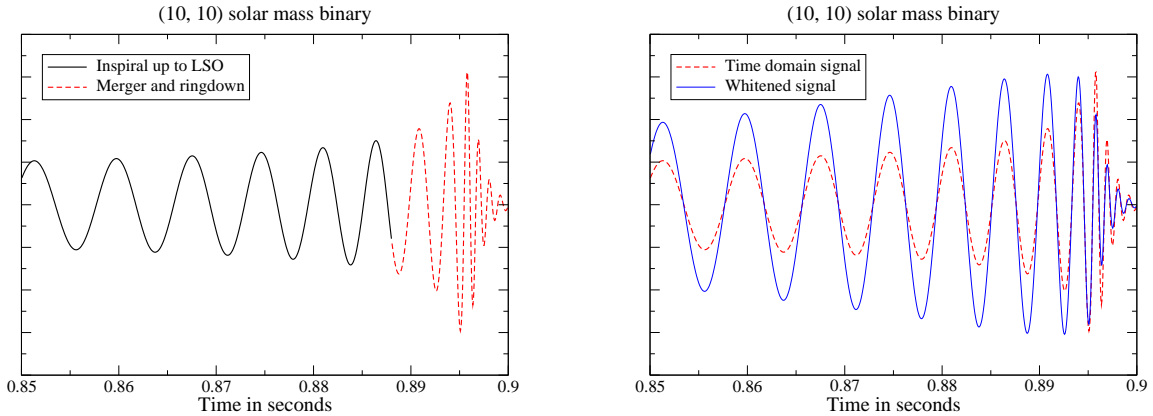 (10, 10) solar mass binary
Inspiral up to LSO
Merger and ringdown
0.85 0.86 0.87 0.88 0.89 0.9
Time in seconds
(10, 10) solar mass binary
Time domain signal
Whitened signal
0.85 0.86 0.87 0.88 0.89 0.9
Time in seconds